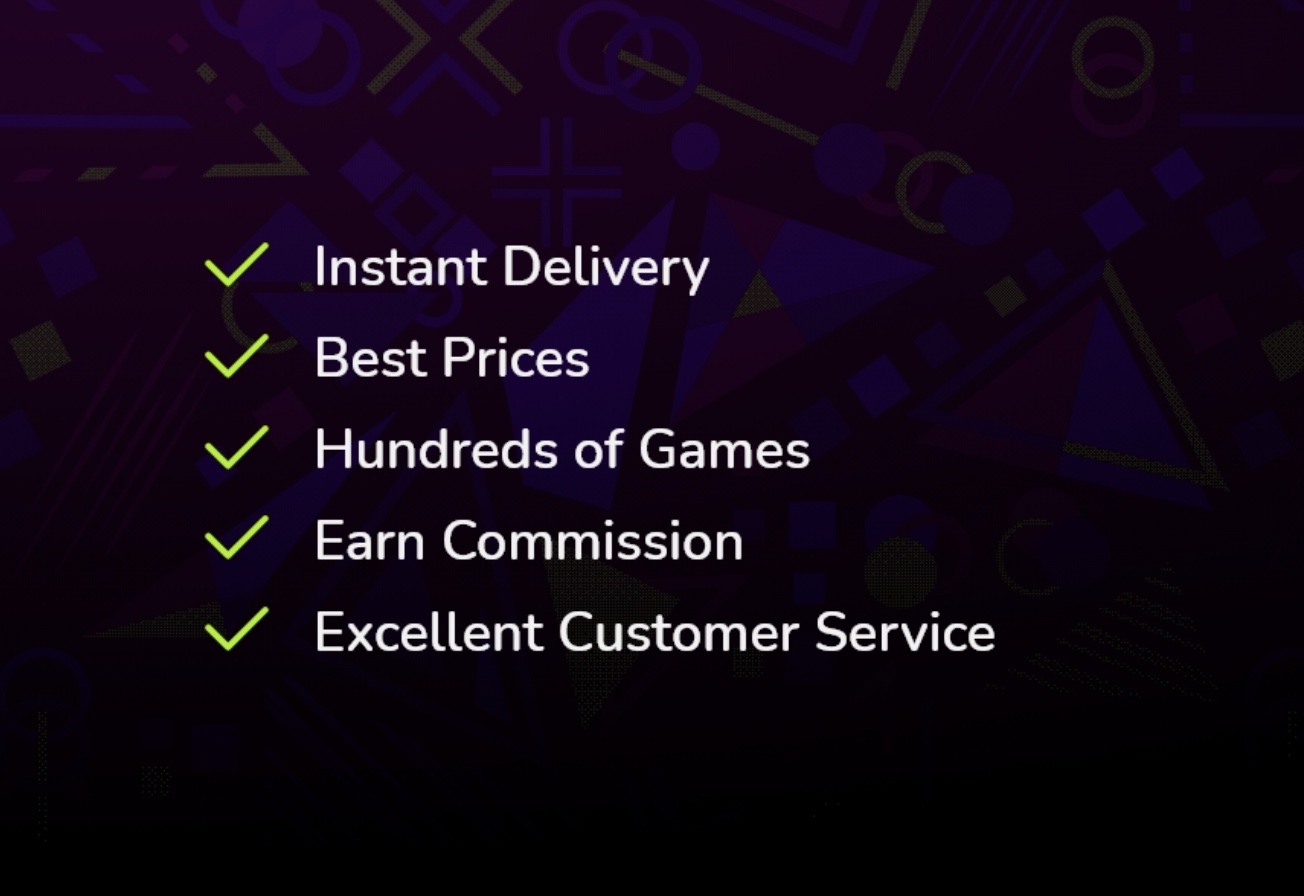 Instant Delivery
Best Prices
Hundreds of Games
Earn Commission
Excellent Customer Service